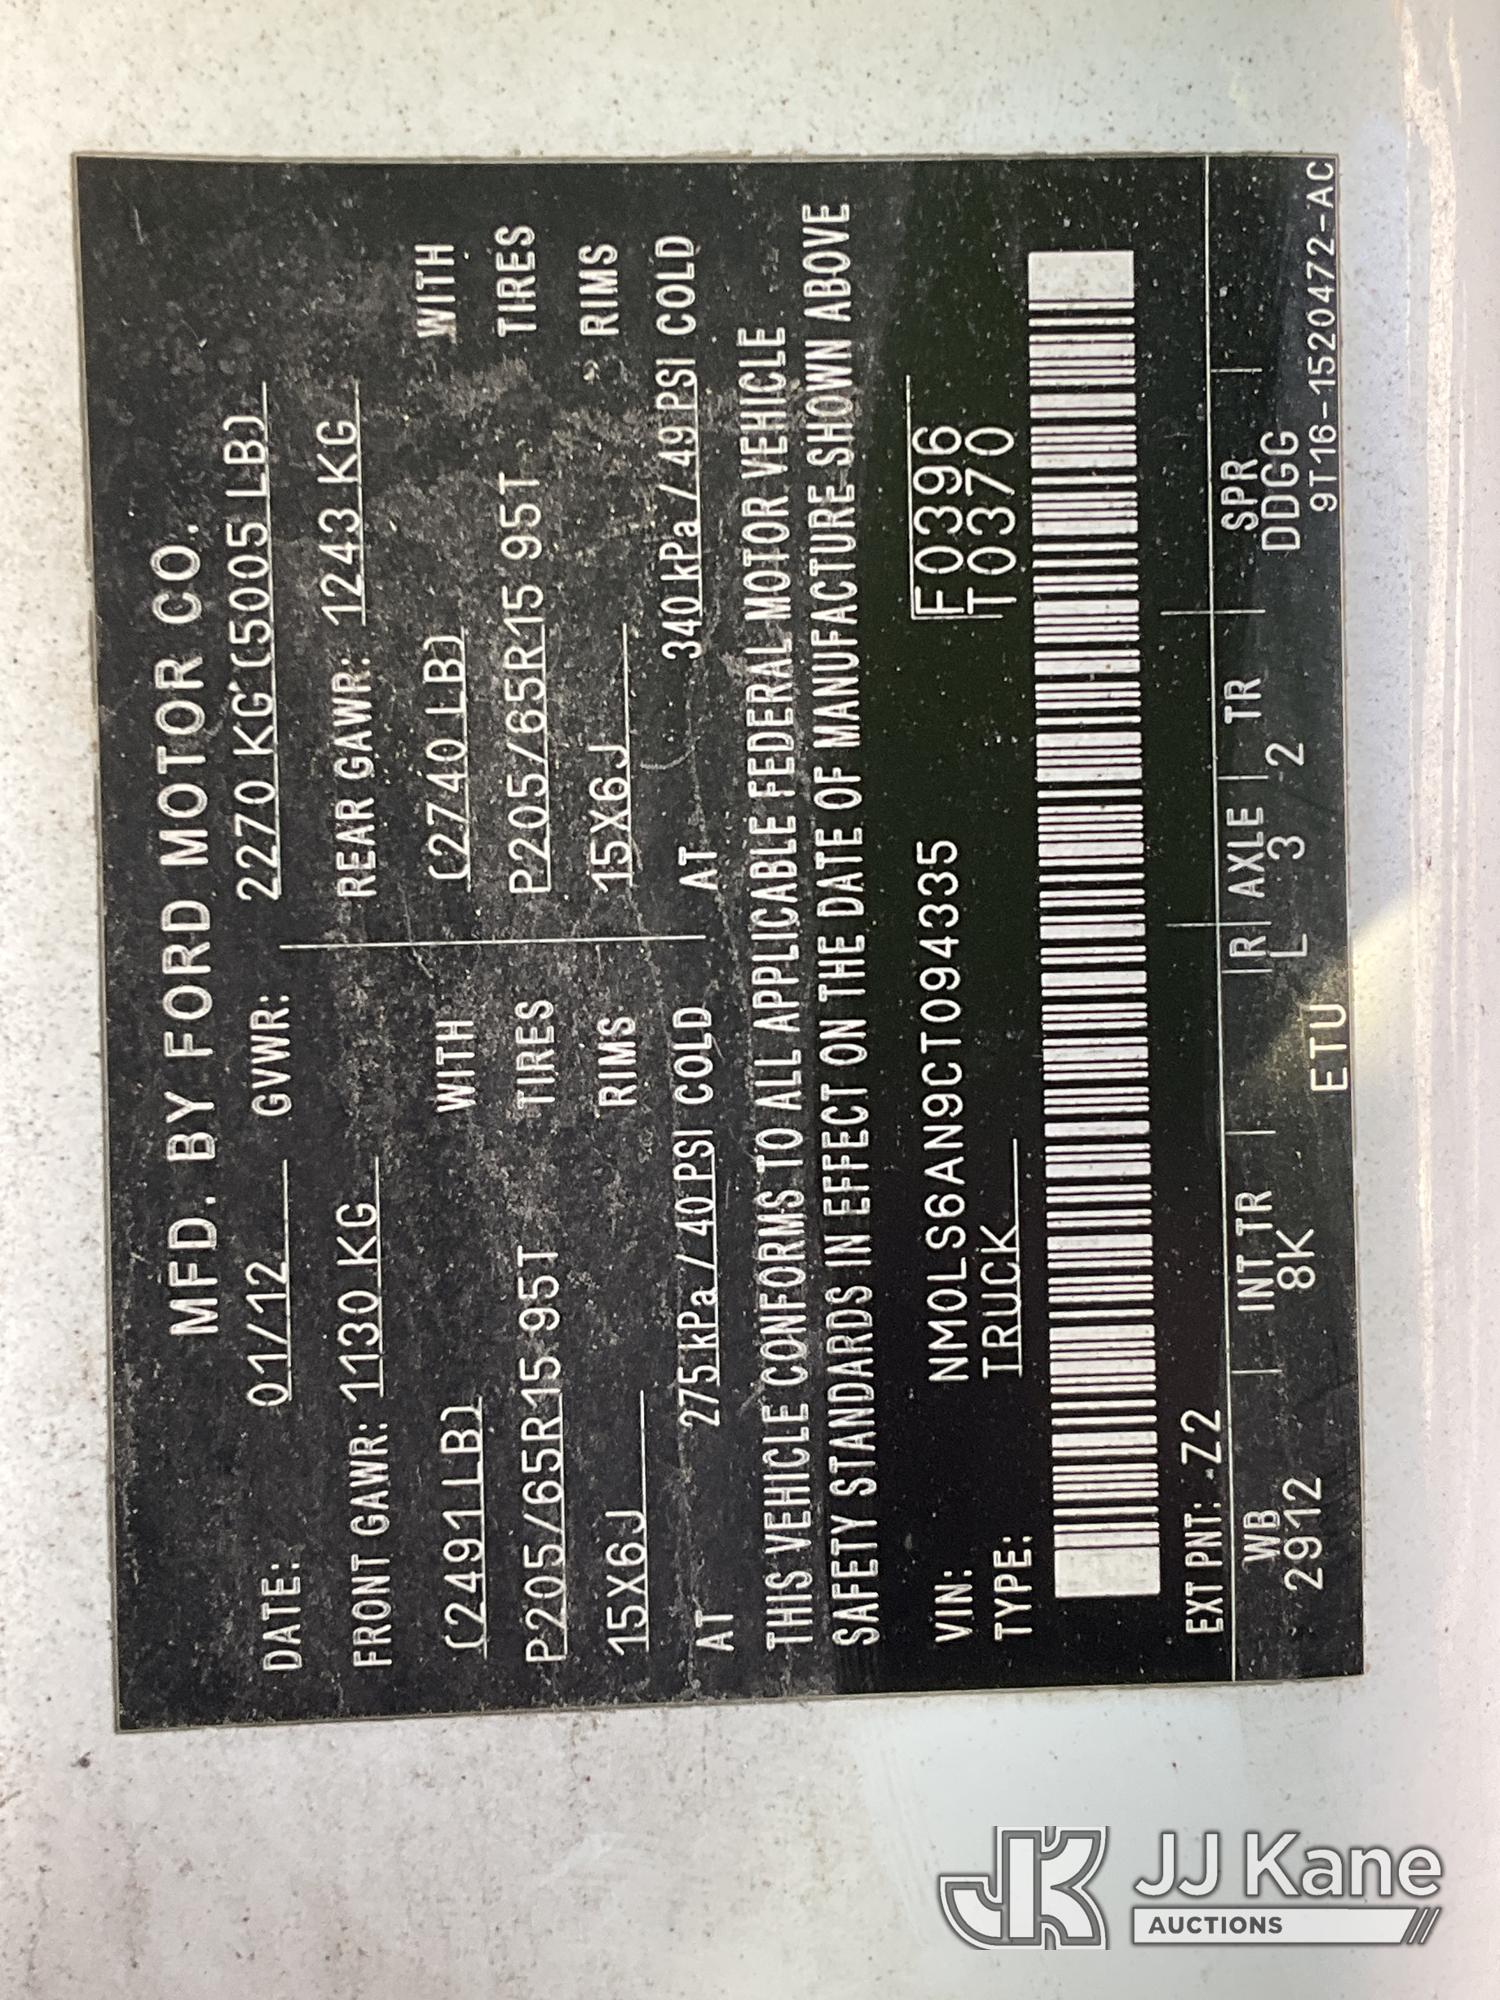 MFD. BY FORD MOTOR CO.
DATE: 01/12 GVWR: 2270 KG (5005 LB)
FRONT GAWR: 1130 KG REAR GAWR: 1243 KG
(2491 LB) WITH (2740 LB) WITH
P205/65R15 95T TIRES P205/65R15 95T TIRES
15X6J RIMS 15X6J RIMS
AT 275 kPa / 40 PSI COLD AT 340 kPa / 49 PSI COLD
THIS VEHICLE CONFORMS TO ALL APPLICABLE FEDERAL MOTOR VEHICLE
SAFETY STANDARDS IN EFFECT ON THE DATE OF MANUFACTURE SHOWN ABOVE
VIN: NM0LS6AN9CT094335 F0396
TYPE: TRUCK T0370
EXT PNT: Z2
WB INT TR R AXLE TR SPR
2912 8K L 3 2 DDGG
ETU 9T16-1520472-AC
JK JJ Kane
AUCTIONS